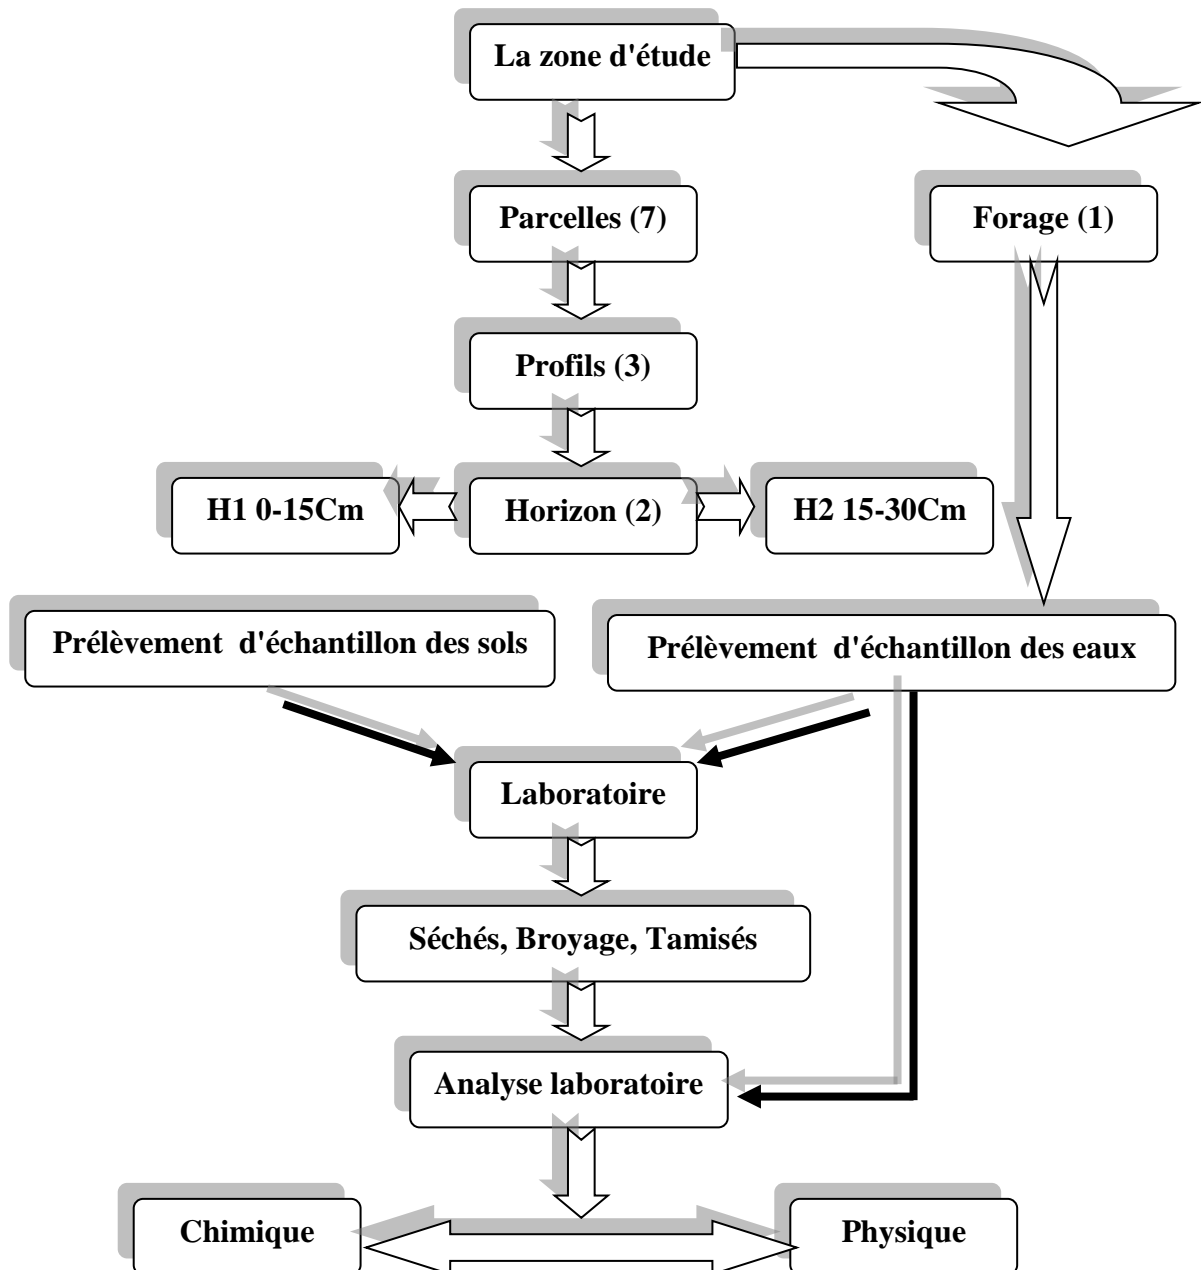 La zone d'étude
Parcelles (7)
Forage (1)
Profils (3)
H1 0-15Cm
Horizon (2)
H2 15-30Cm
Prélèvement  d'échantillon des sols
Prélèvement  d'échantillon des eaux
Laboratoire
Séchés, Broyage, Tamisés
Analyse laboratoire
Chimique
Physique